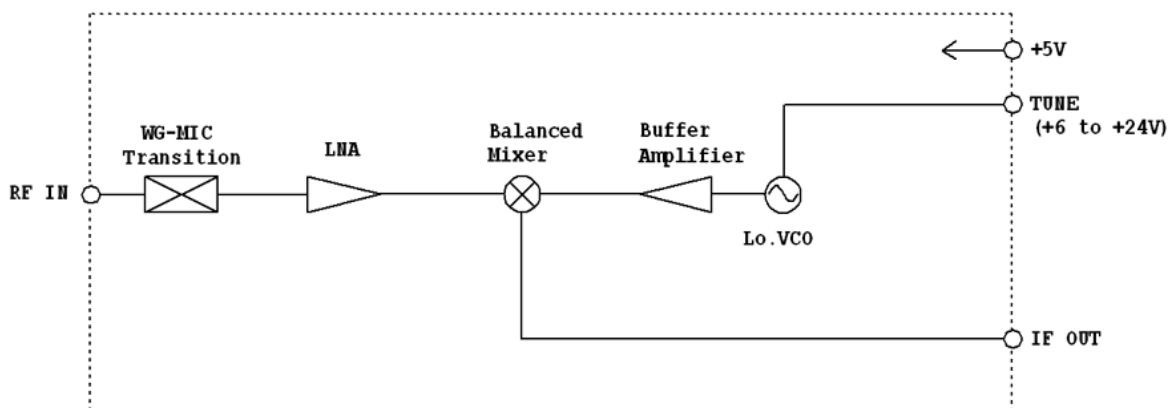 +5V
TUNE
(+6 to +24V)
WG-MIC
Transition
LNA
Balanced
Mixer
Buffer
Amplifier
RF IN
Lo.VCO
IF OUT